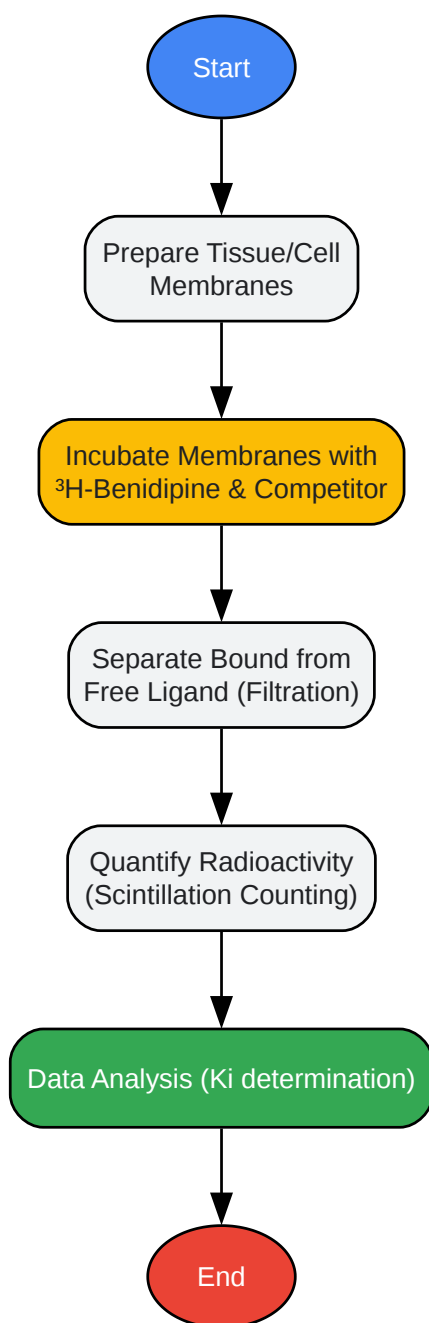 Start
Prepare Tissue/Cell
Membranes
Incubate Membranes with
³H-Benidipine & Competitor
Separate Bound from
Free Ligand (Filtration)
Quantify Radioactivity
(Scintillation Counting)
Data Analysis (Ki determination)
End